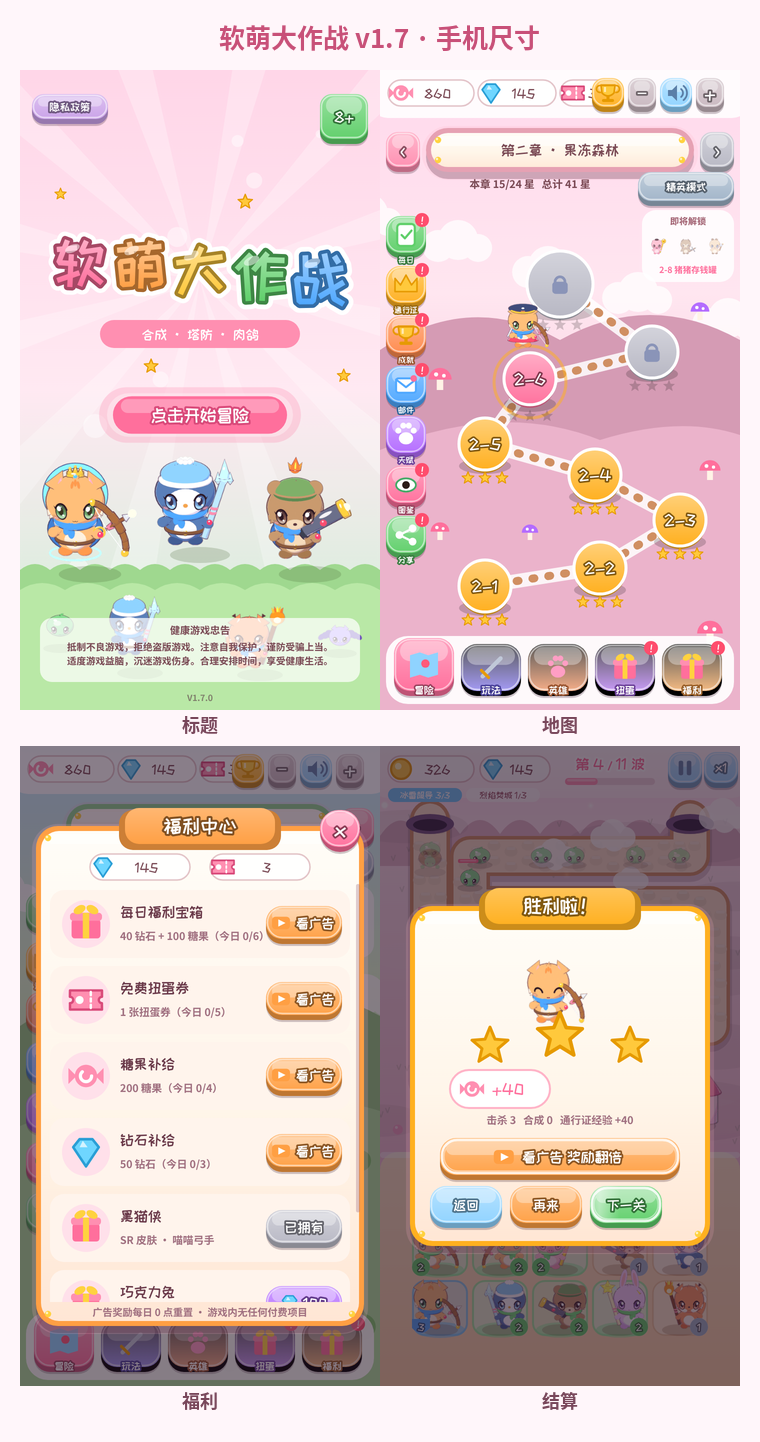 软萌大作战 v1.7 · 手机尺寸
隐私政策
8+
软萌大作战
合成 · 塔防 · 肉鸽
点击开始冒险
健康游戏忠告
抵制不良游戏，拒绝盗版游戏。注意自我保护，谨防受骗上当。
适度游戏益脑，沉迷游戏伤身。合理安排时间，享受健康生活。
V1.7.0
标题
860
145
第二章 · 果冻森林
本章 15/24 星 总计 41 星
精英模式
即将解锁
2-8 猪猪存钱罐
每日
通行证
成就
邮件
天赋
图鉴
分享
2-6
2-5
2-4
2-3
2-2
2-1
冒险
玩法
英雄
扭蛋
福利
地图
860
145
福利中心
145
3
每日福利宝箱
40 钻石 + 100 糖果（今日 0/6）
看广告
免费扭蛋券
1 张扭蛋券（今日 0/5）
看广告
糖果补给
200 糖果（今日 0/4）
看广告
钻石补给
50 钻石（今日 0/3）
看广告
黑猫侠
SR 皮肤 · 喵喵弓手
已拥有
巧克力兔
广告奖励每日 0 点重置 · 游戏内无任何付费项目
冒险
玩法
英雄
扭蛋
福利
福利
326
145
第 4 / 11 波
x1
3/3
1/3
胜利啦!
+40
击杀 3 合成 0 通行证经验 +40
看广告 奖励翻倍
返回
再来
下一关
2
2
2
1
1
3
2
2
2
1
结算